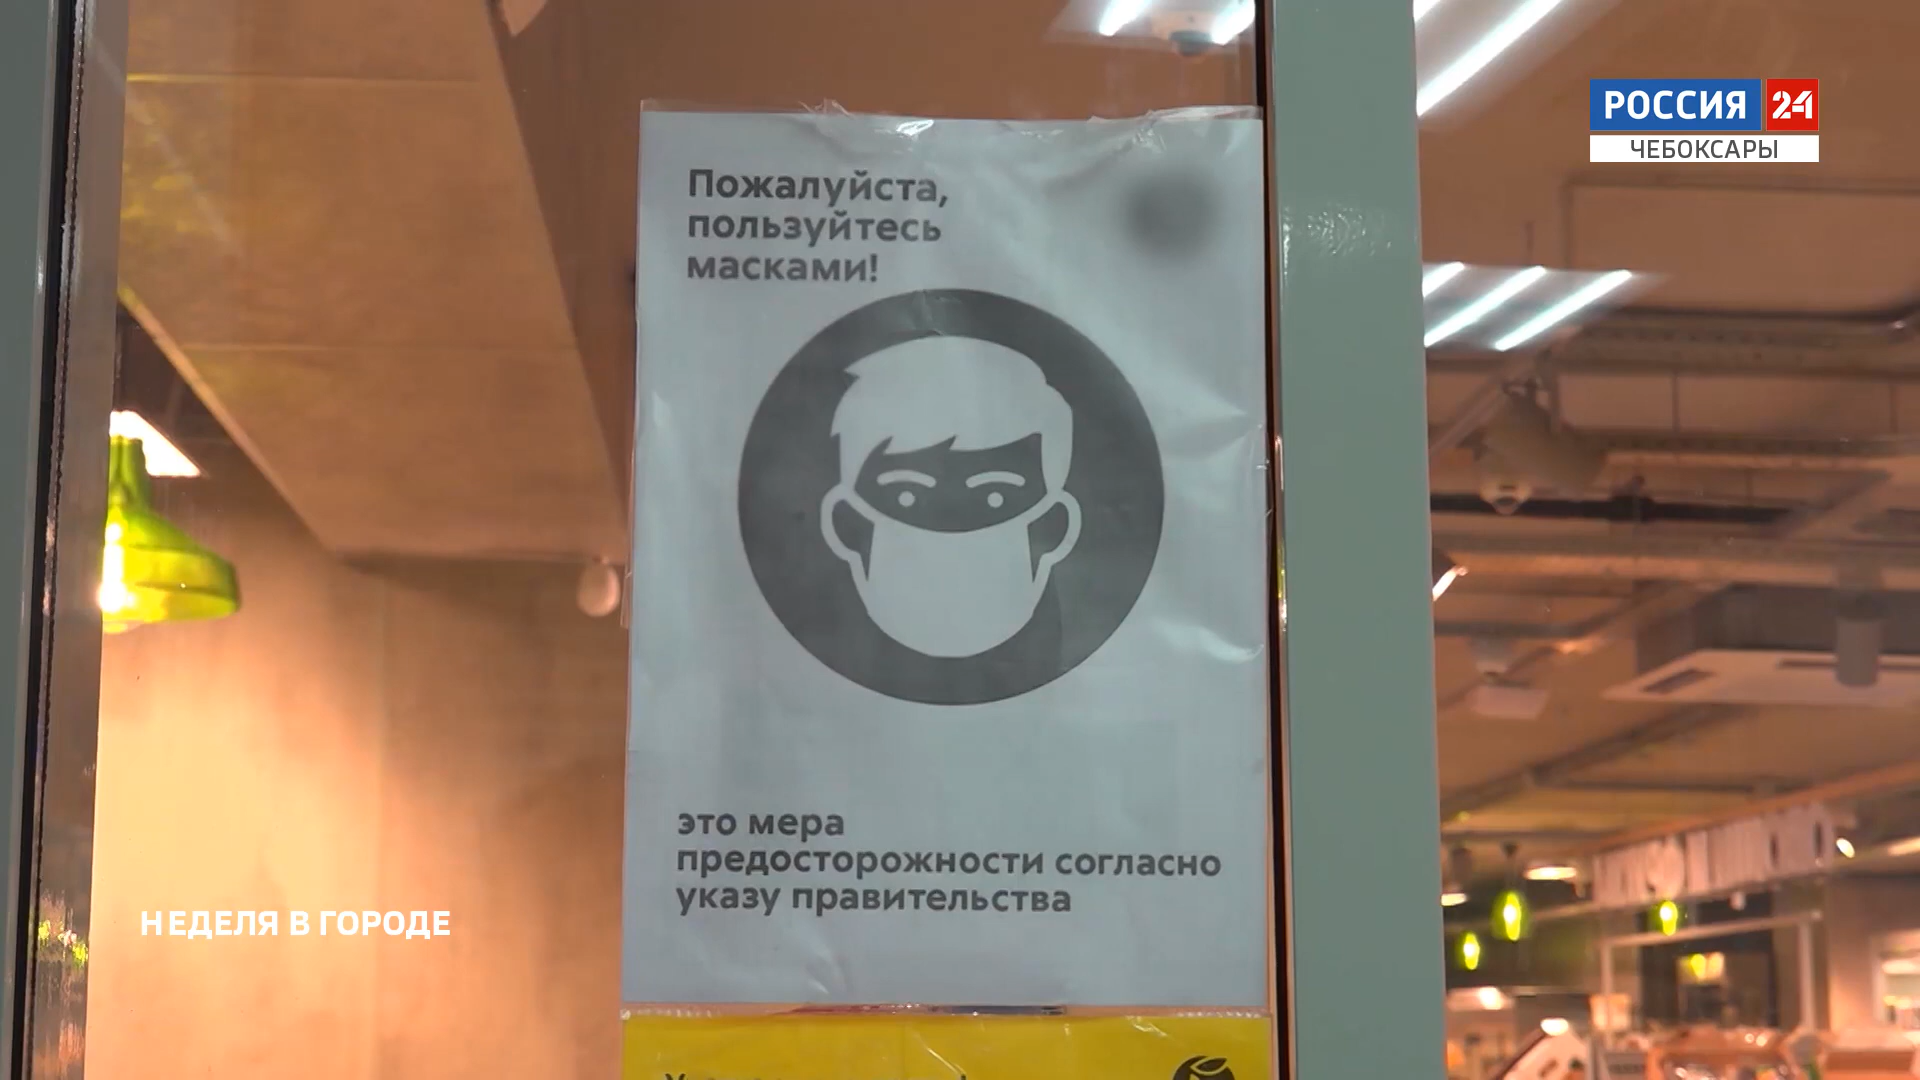 РОССИЯ 24
ЧЕБОКСАРЫ
Пожалуйста,
пользуйтесь
масками!
это мера
предосторожности согласно
указу правительства
НЕДЕЛЯ В ГОРОДЕ